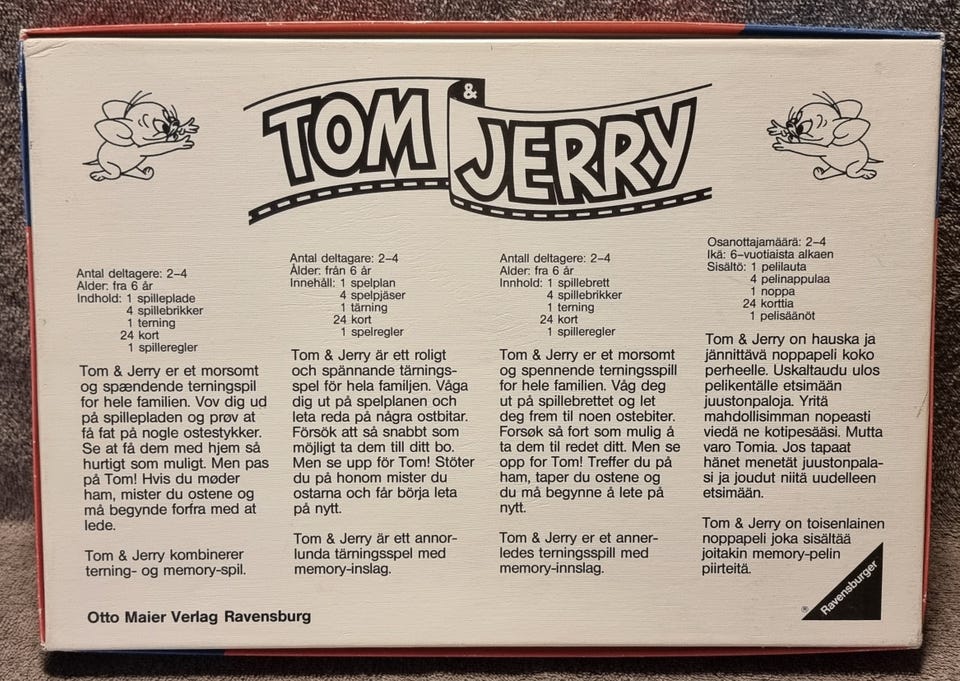 TOM & JERRY
Antal deltagere: 2–4
Alder: fra 6 år
Indhold: 1 spilleplade
4 spillebrikker
1 terning
24 kort
1 spilleregler
Tom & Jerry er et morsomt
og spændende terningspil
for hele familien. Vov dig ud
på spillepladen og prøv at
få fat på nogle ostestykker.
Se at få dem med hjem så
hurtigt som muligt. Men pas
på Tom! Hvis du møder
ham, mister du ostene og
må begynde forfra med at
lede.
Tom & Jerry kombinerer
terning- og memory-spil.
Antal deltagare: 2–4
Ålder: från 6 år
Innehåll: 1 spelplan
4 spelpjäser
1 tärning
24 kort
1 spelregler
Tom & Jerry är ett roligt
och spännande tärnings-
spel för hela familjen. Våga
dig ut på spelplanen och
leta reda på några ostbitar.
Försök att så snabbt som
möjligt ta dem till ditt bo.
Men se upp för Tom! Stöter
du på honom mister du
ostarna och får börja leta
på nytt.
Tom & Jerry är ett annor-
lunda tärningsspel med
memory-inslag.
Antall deltagere: 2–4
Alder: fra 6 år
Innhold: 1 spillebrett
4 spillebrikker
1 terning
24 kort
1 spilleregler
Tom & Jerry er et morsomt
og spennende terningsspill
for hele familien. Våg deg
ut på spillebrettet og let
deg frem til noen ostebiter.
Forsøk så fort som mulig å
ta dem til redet ditt. Men se
opp for Tom! Treffer du på
ham, taper du ostene og
du må begynne å lete på
nytt.
Tom & Jerry er et anner-
ledes terningsspill med
memory-innslag.
Osanottajamäärä: 2–4
Ikä: 6-vuotiaista alkaen
Sisältö: 1 pelilauta
4 pelinappulaa
1 noppa
24 korttia
1 pelisäänöt
Tom & Jerry on hauska ja
jännittävä noppapeli koko
perheelle. Uskaltaudu ulos
pelikentälle etsimään
juustonpaloja. Yritä
mahdollisimman nopeasti
viedä ne kotipesääsi. Mutta
varo Tomia. Jos tapaat
hänet menetät juustonpala-
si ja joudut niitä uudelleen
etsimään.
Tom & Jerry on toisenlainen
noppapeli joka sisältää
joitakin memory-pelin
piirteitä.
Otto Maier Verlag Ravensburg
® Ravensburger